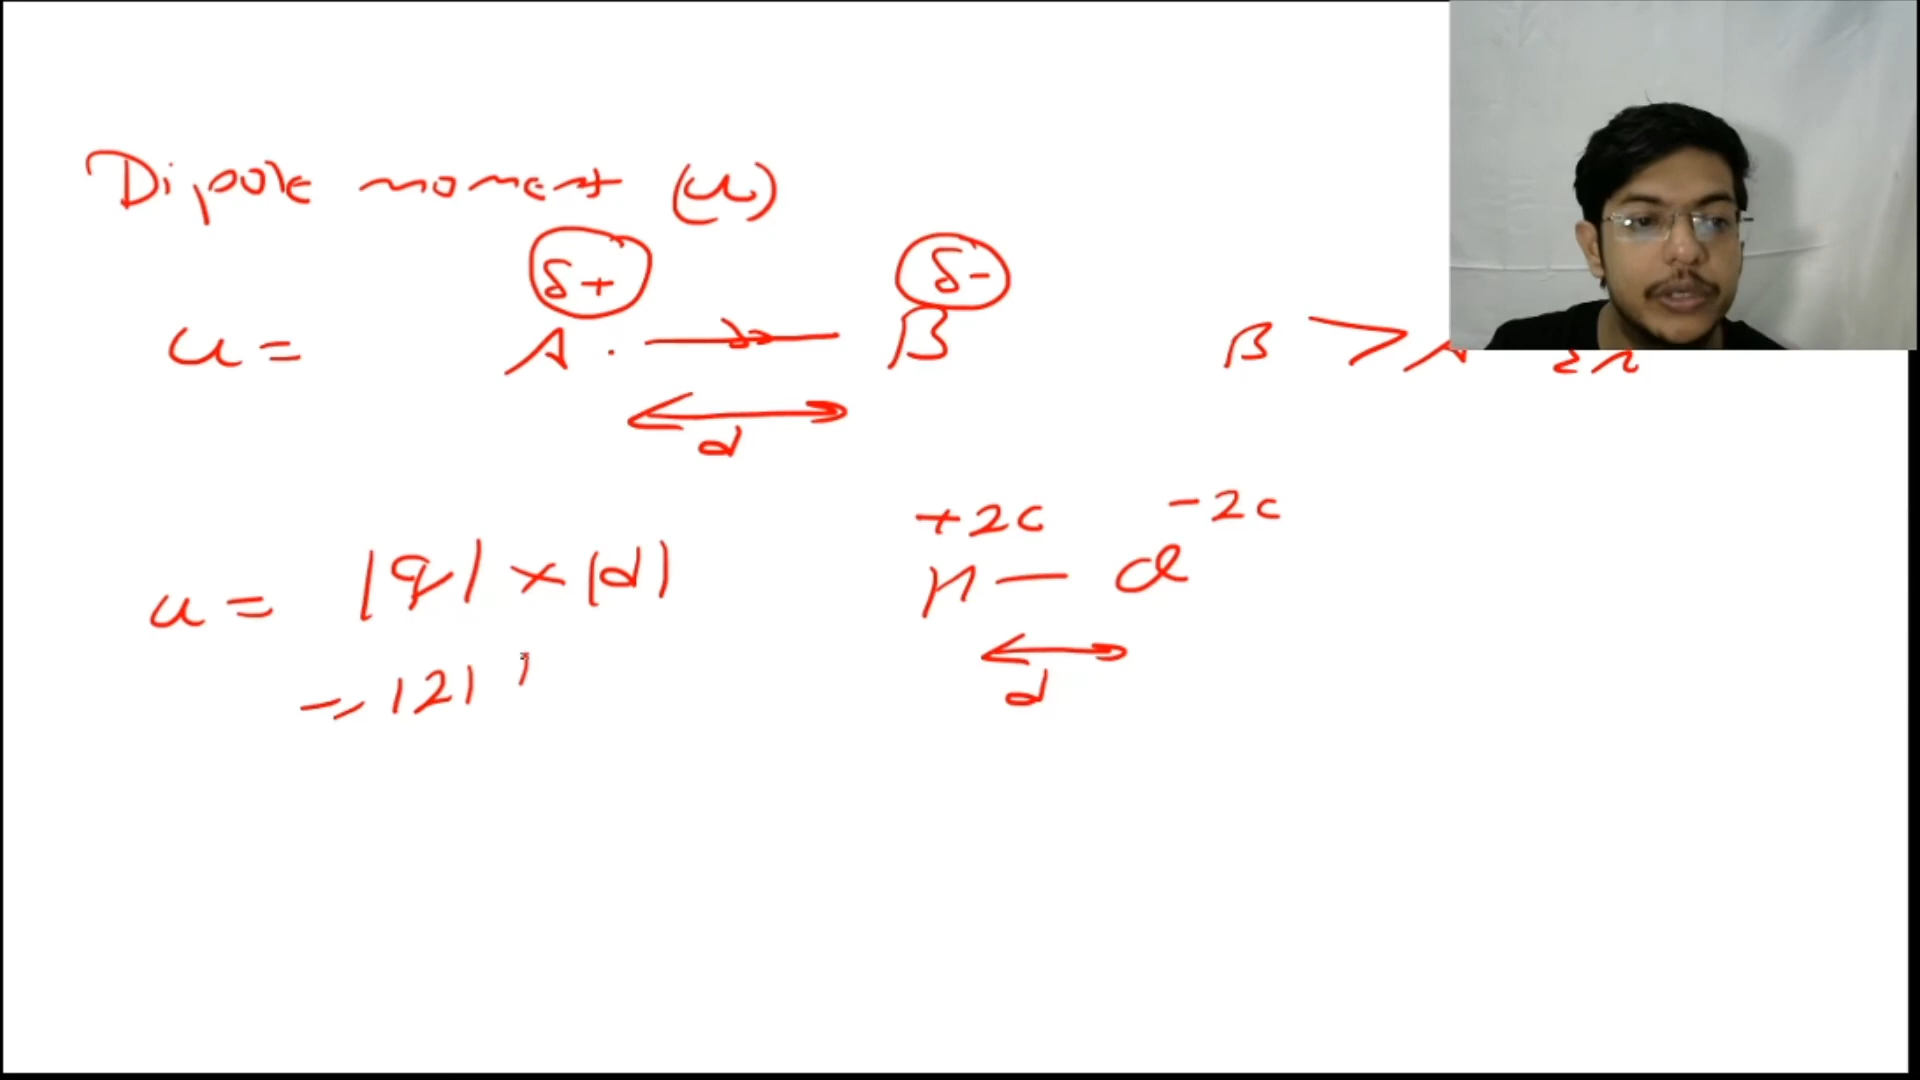 Dipole moment (u)
δ+ δ-
u = A B B > A EN
d
+2c -2c
u = |q| × |d| H — Cl
d
= |2| |